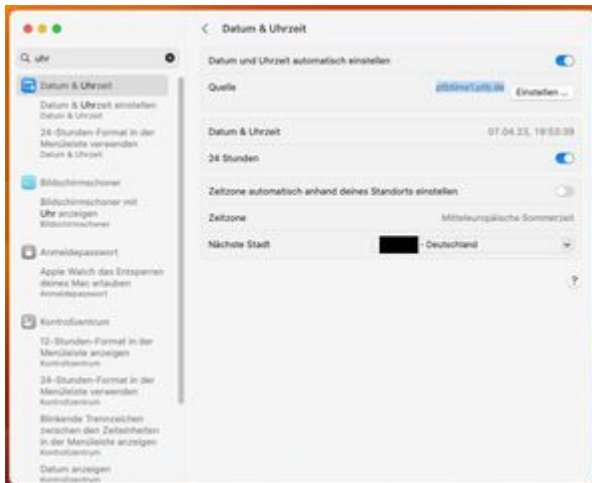 Datum & Uhrzeit
uhr
Datum & Uhrzeit
Datum & Uhrzeit einstellen
Datum & Uhrzeit
24-Stunden-Format in der
Menüleiste verwenden
Datum & Uhrzeit
Bildschirmschoner
Bildschirmschoner mit
Uhr anzeigen
Bildschirmschoner
Anmeldepasswort
Apple Watch das Entsperren
deines Mac erlauben
Anmeldepasswort
Kontrollzentrum
12-Stunden-Format in der
Menüleiste anzeigen
Kontrollzentrum
24-Stunden-Format in der
Menüleiste verwenden
Kontrollzentrum
Blinkende Trennzeichen
zwischen den Zeiteinheiten
in der Menüleiste anzeigen
Kontrollzentrum
Datum anzeigen
Kontrollzentrum
Datum und Uhrzeit automatisch einstellen
Quelle
ptbtime1.ptb.de
Einstellen ...
Datum & Uhrzeit
07.04.23, 19:53:39
24 Stunden
Zeitzone automatisch anhand deines Standorts einstellen
Zeitzone
Mitteleuropäische Sommerzeit
Nächste Stadt
- Deutschland
?